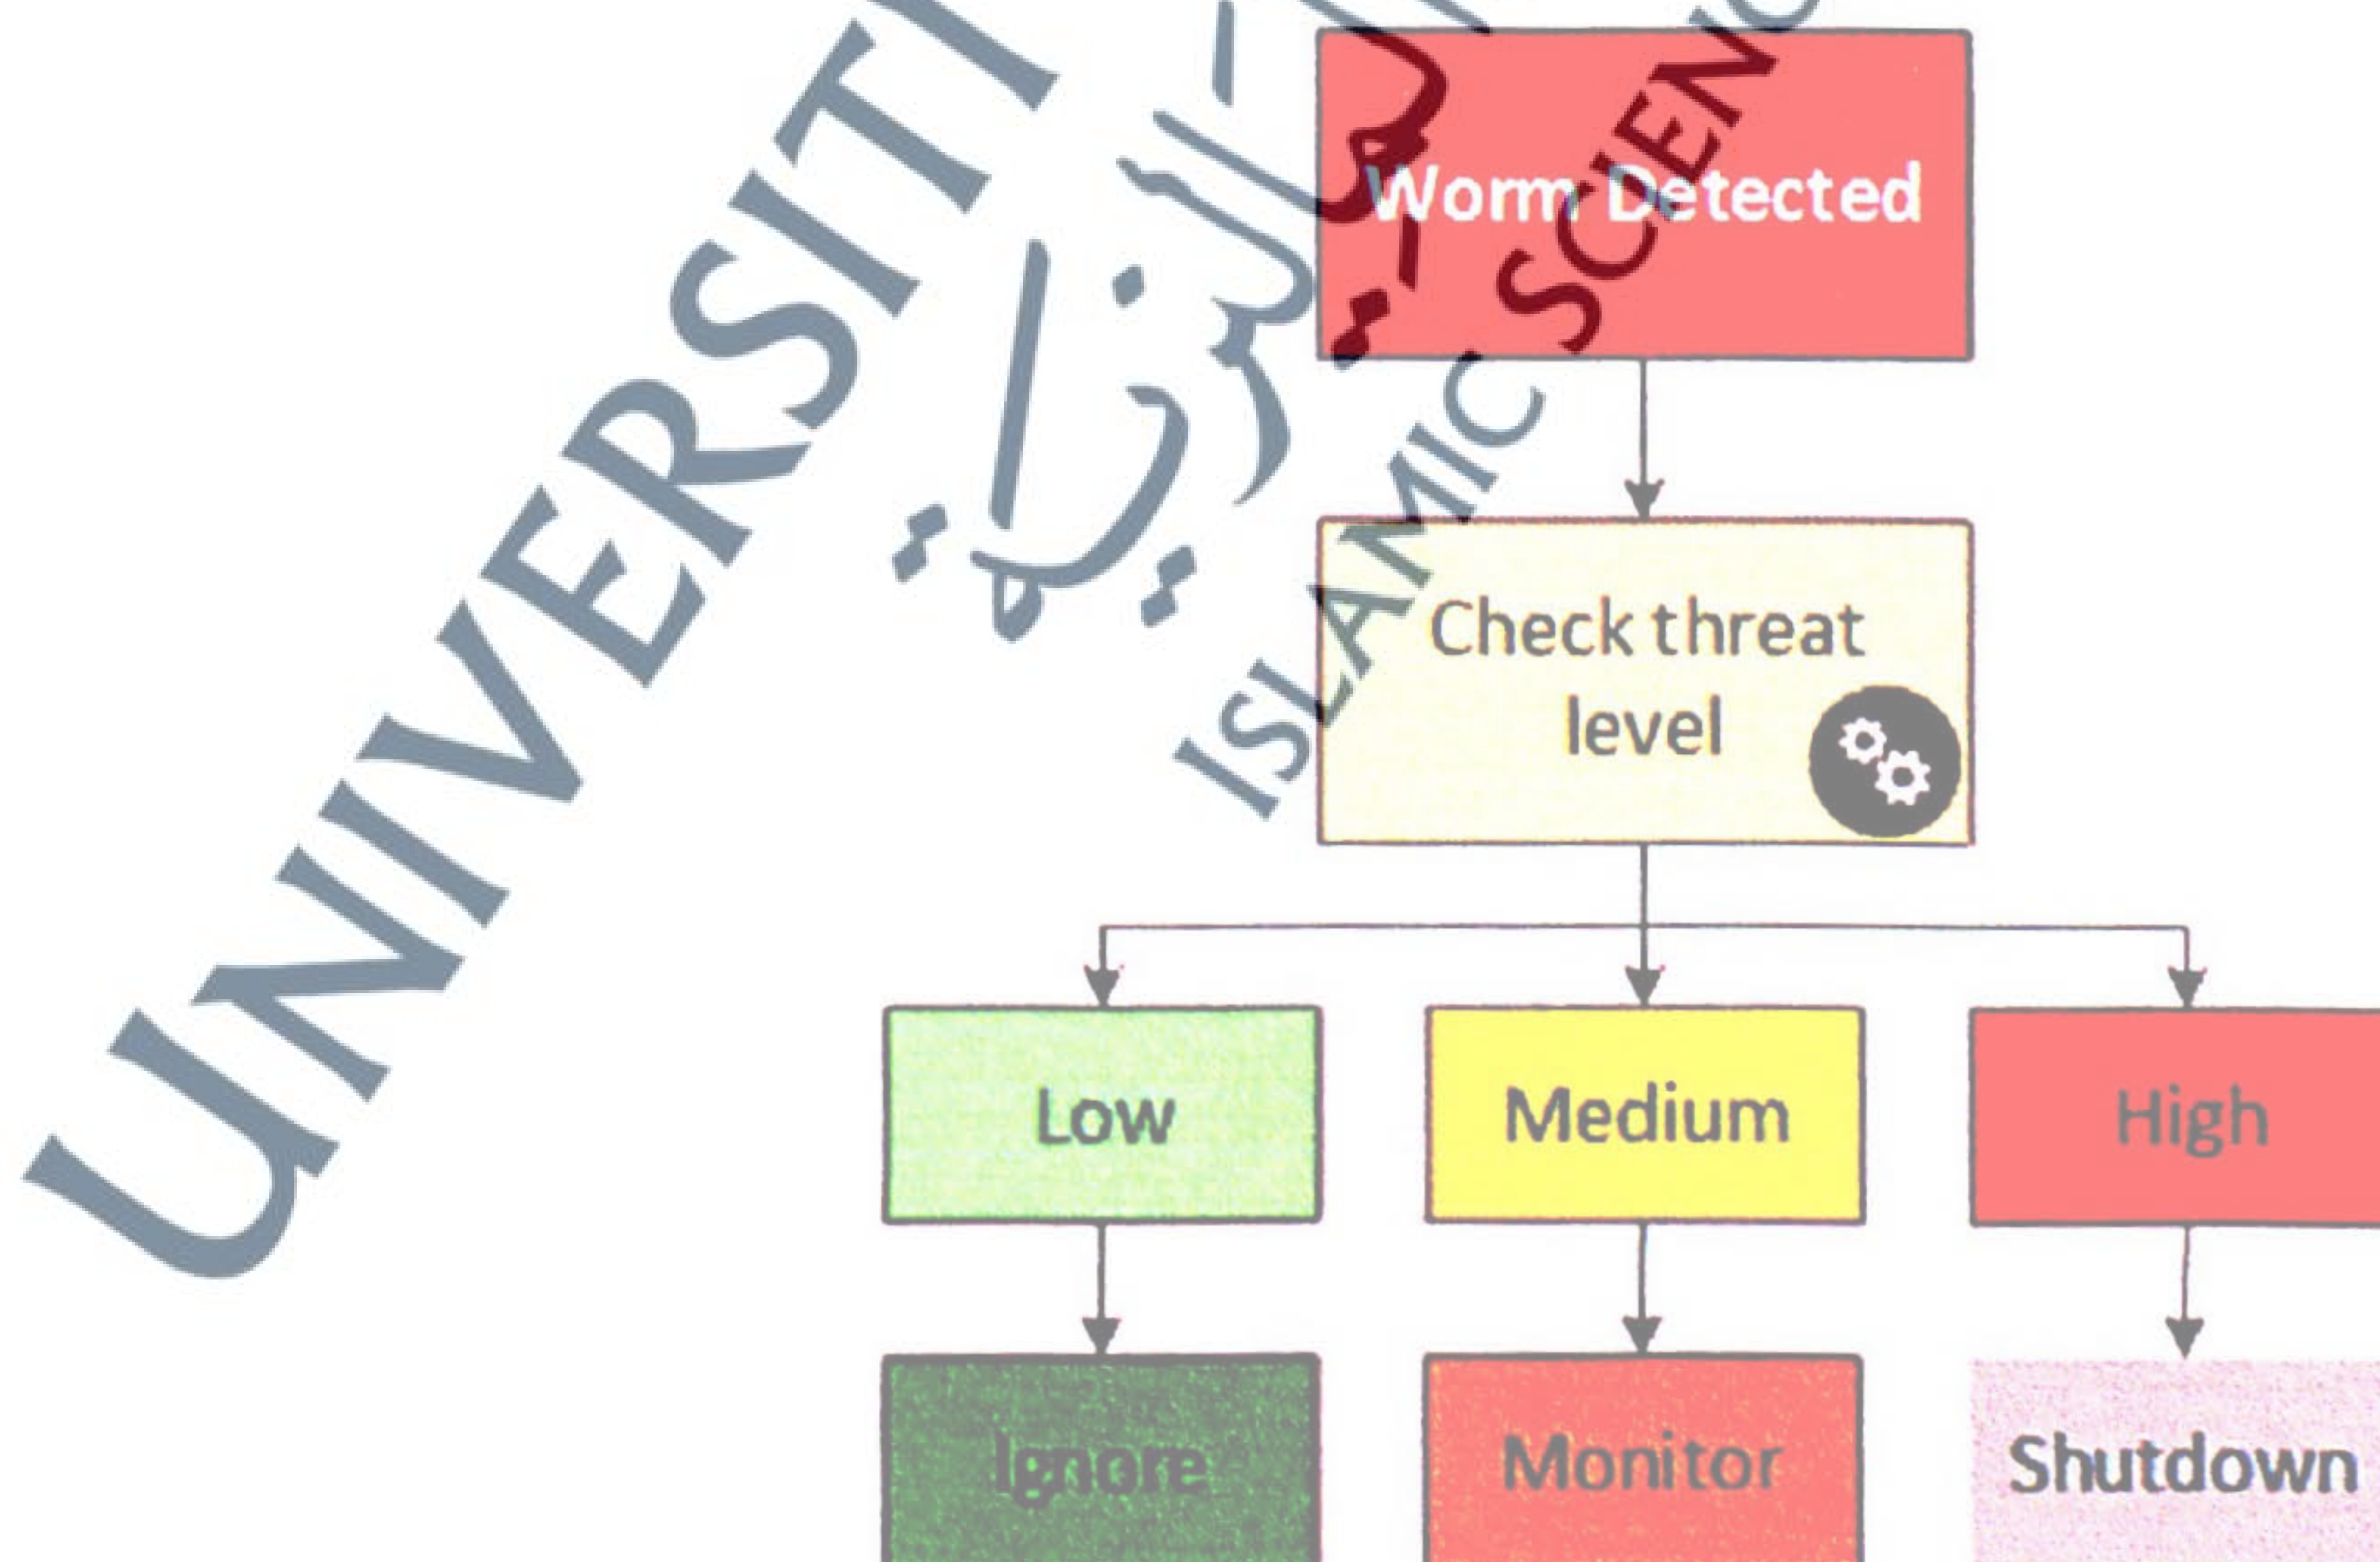 UNIVERSITI
ISLAMIC SCIENC
Worm Detected
Check threat
level
Low
Medium
High
Ignore
Monitor
Shutdown